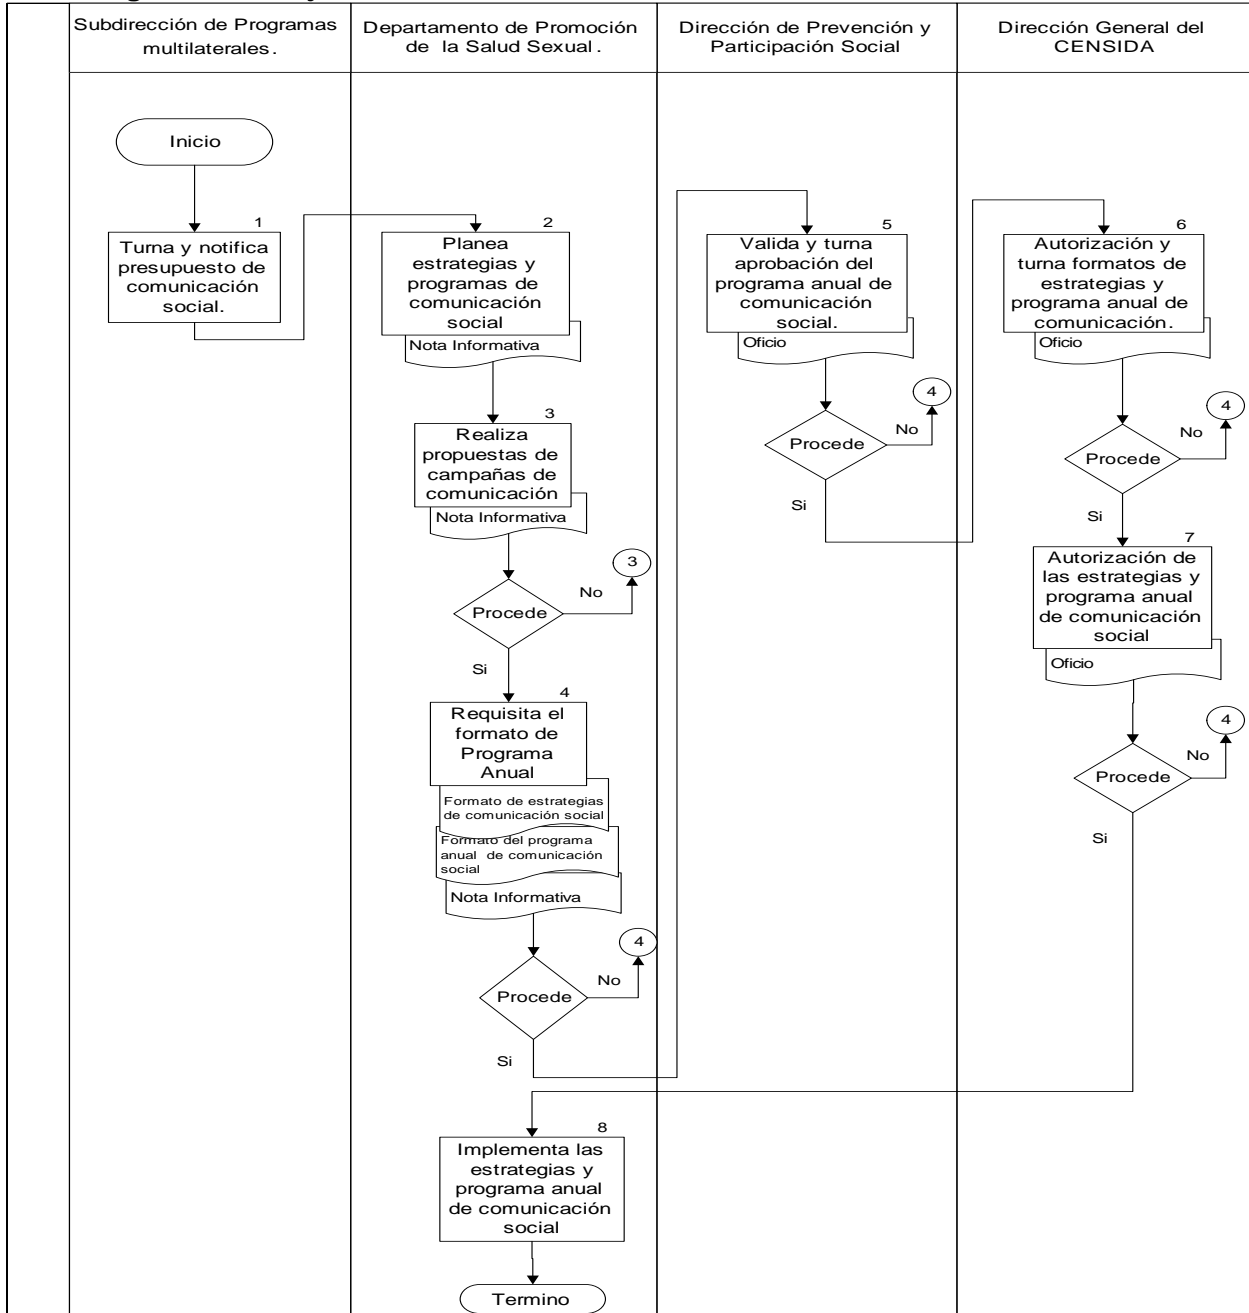 Subdirección de Programas
multilaterales.
Departamento de Promoción
de la Salud Sexual.
Dirección de Prevención y
Participación Social
Dirección General del
CENSIDA
Inicio
1
Turna y notifica
presupuesto de
comunicación
social.
2
Planea
estrategias y
programas de
comunicación
social
Nota Informativa
3
Realiza
propuestas de
campañas de
comunicación
Nota Informativa
3
No
Procede
Si
4
Requisita el
formato de
Programa
Anual
Formato de estrategias
de comunicación social
Formato del programa
anual de comunicación
social
Nota Informativa
4
No
Procede
Si
5
Valida y turna
aprobación del
programa anual de
comunicación
social.
Oficio
4
No
Procede
Si
6
Autorización y
turna formatos de
estrategias y
programa anual de
comunicación.
Oficio
4
No
Procede
Si
7
Autorización de
las estrategias y
programa anual
de comunicación
social
Oficio
4
No
Procede
Si
8
Implementa las
estrategias y
programa anual
de comunicación
social
Termino